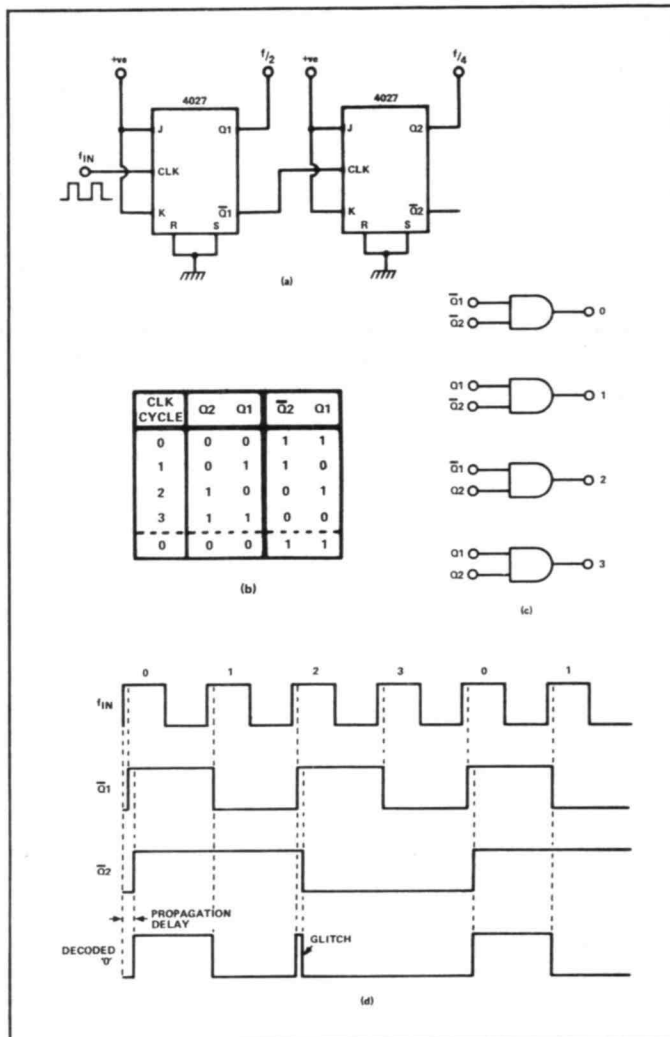 +ve f/2 +ve f/4
4027 4027
J Q1 J Q2
fIN CLK CLK
K Q̅1 K Q̅2
R S R S
(a)
Q̅1
Q̅2 0
Q1
Q̅2 1
Q̅1
Q2 2
Q1
Q2 3
(c)
CLK CYCLE Q2 Q1 Q̅2 Q1
0 0 0 1 1
1 0 1 1 0
2 1 0 0 1
3 1 1 0 0
0 0 0 1 1
(b)
0 1 2 3 0 1
fIN
Q̅1
Q̅2
PROPAGATION
DELAY
GLITCH
DECODED
'0'
(d)